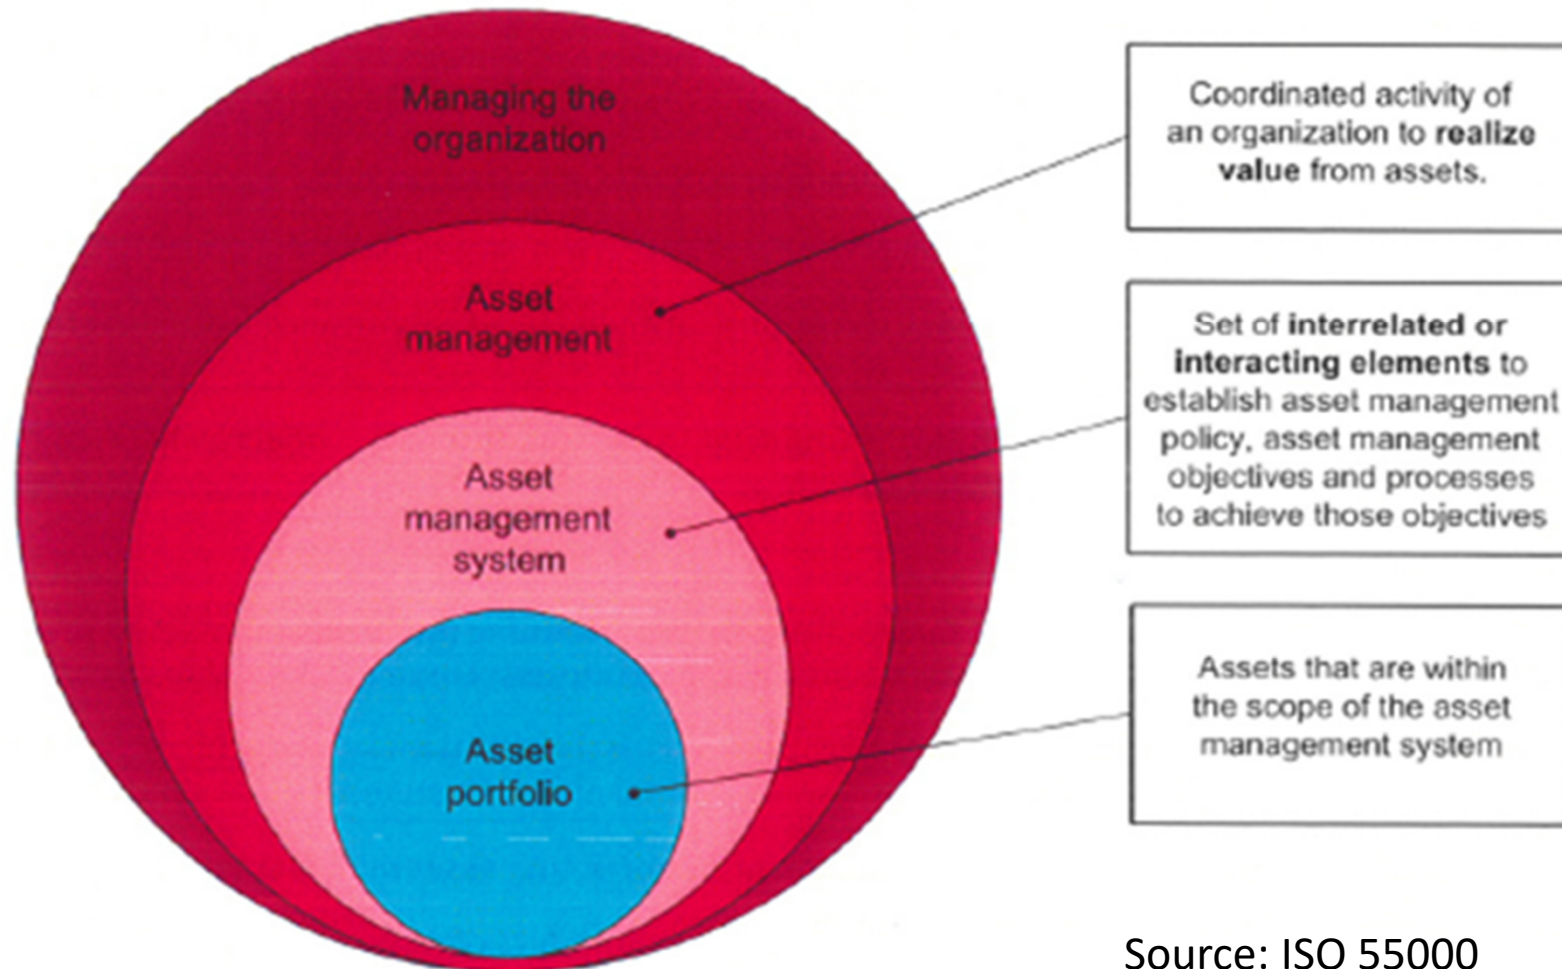 Managing the
organization
Asset
management
Asset
management
system
Asset
portfolio
Coordinated activity of
an organization to realize
value from assets.
Set of interrelated or
interacting elements to
establish asset management
policy, asset management
objectives and processes
to achieve those objectives
Assets that are within
the scope of the asset
management system
Source: ISO 55000